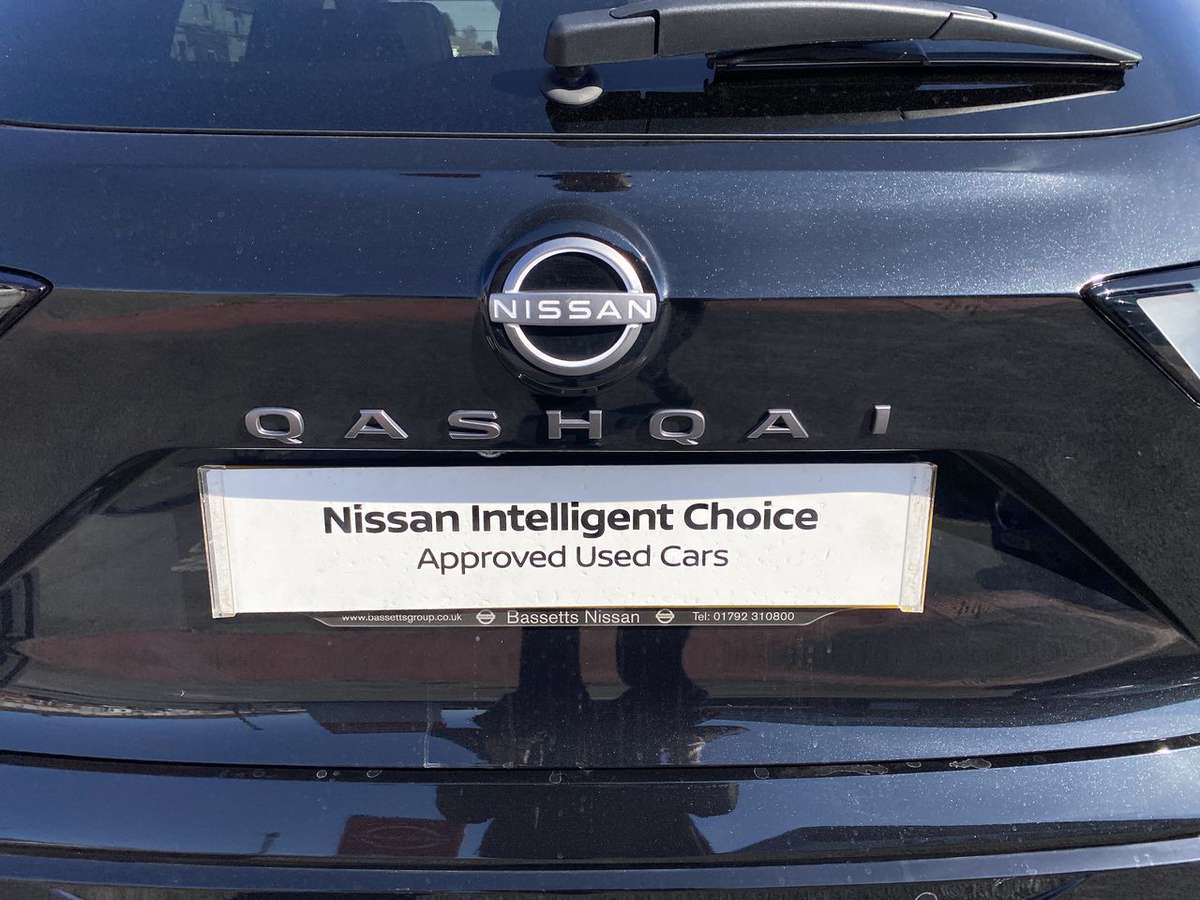 NISSAN
QASHQAI
Nissan Intelligent Choice
Approved Used Cars
www.bassettsgroup.co.uk Bassetts Nissan Tel: 01792 310800